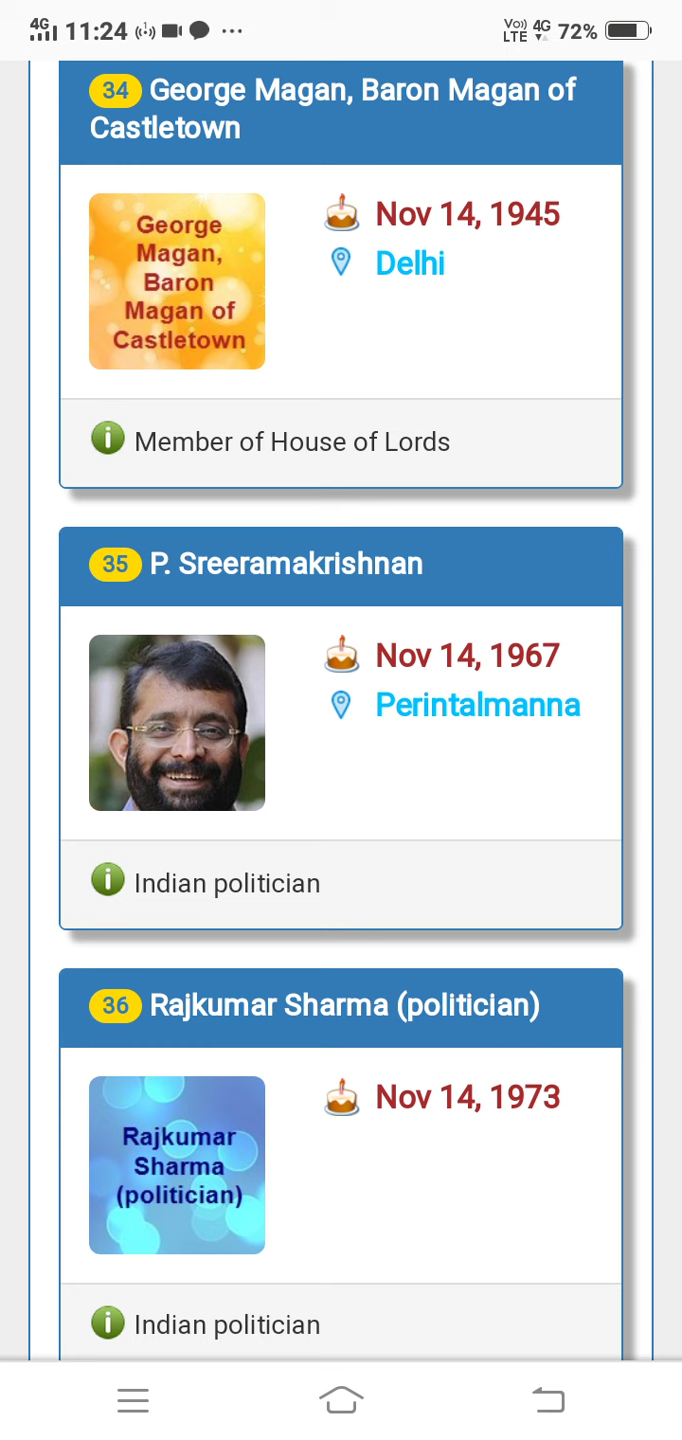 4G 11:24 ... Vo)) LTE 4G 72%
34 George Magan, Baron Magan of
Castletown
George
Magan,
Baron
Magan of
Castletown
Nov 14, 1945
Delhi
i Member of House of Lords
35 P. Sreeramakrishnan
Nov 14, 1967
Perintalmanna
i Indian politician
36 Rajkumar Sharma (politician)
Rajkumar
Sharma
(politician)
Nov 14, 1973
i Indian politician